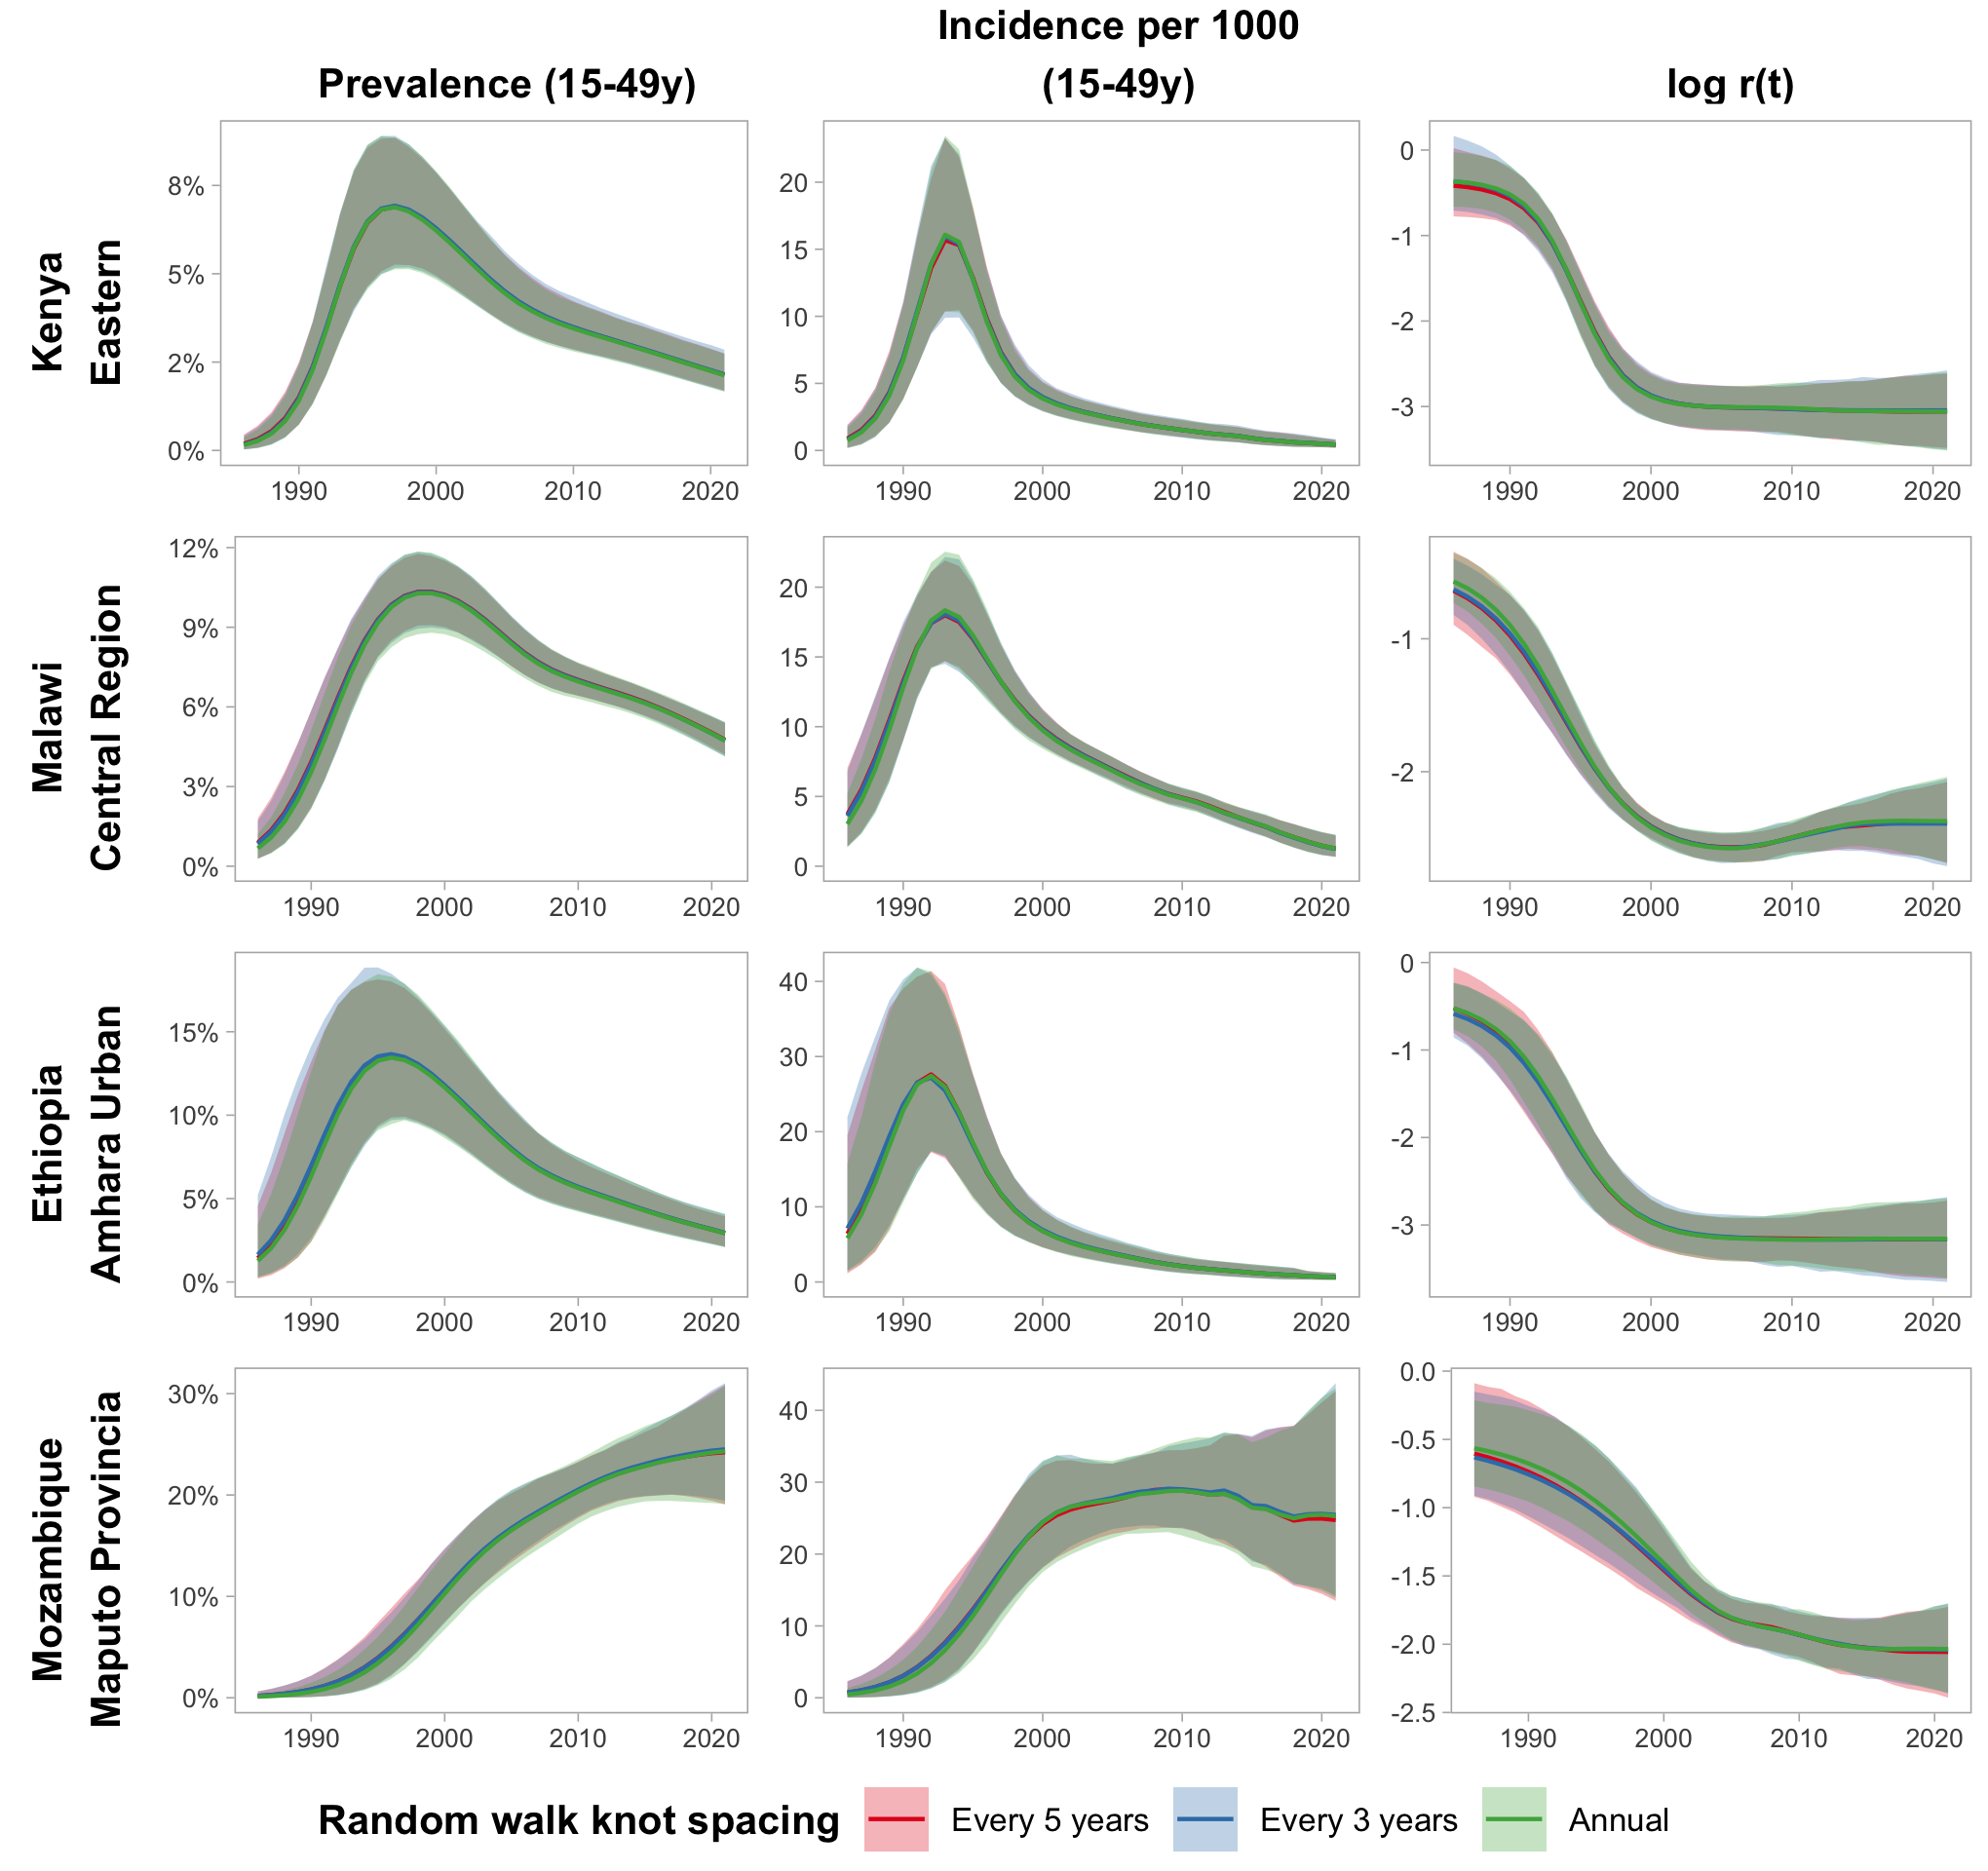 Incidence per 1000
Prevalence (15-49y) (15-49y) log r(t)
Kenya
Eastern
8%
5%
2%
0%
1990 2000 2010 2020
20
15
10
5
0
1990 2000 2010 2020
0
-1
-2
-3
1990 2000 2010 2020
Malawi
Central Region
12%
9%
6%
3%
0%
1990 2000 2010 2020
20
15
10
5
0
1990 2000 2010 2020
-1
-2
1990 2000 2010 2020
Ethiopia
Amhara Urban
15%
10%
5%
0%
1990 2000 2010 2020
40
30
20
10
0
1990 2000 2010 2020
0
-1
-2
-3
1990 2000 2010 2020
Mozambique
Maputo Provincia
30%
20%
10%
0%
1990 2000 2010 2020
40
30
20
10
0
1990 2000 2010 2020
0.0
-0.5
-1.0
-1.5
-2.0
-2.5
1990 2000 2010 2020
Random walk knot spacing Every 5 years Every 3 years Annual